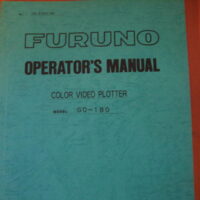 FURUNO
OPERATOR'S MANUAL
COLOR VIDEO PLOTTER
MODEL GD-180